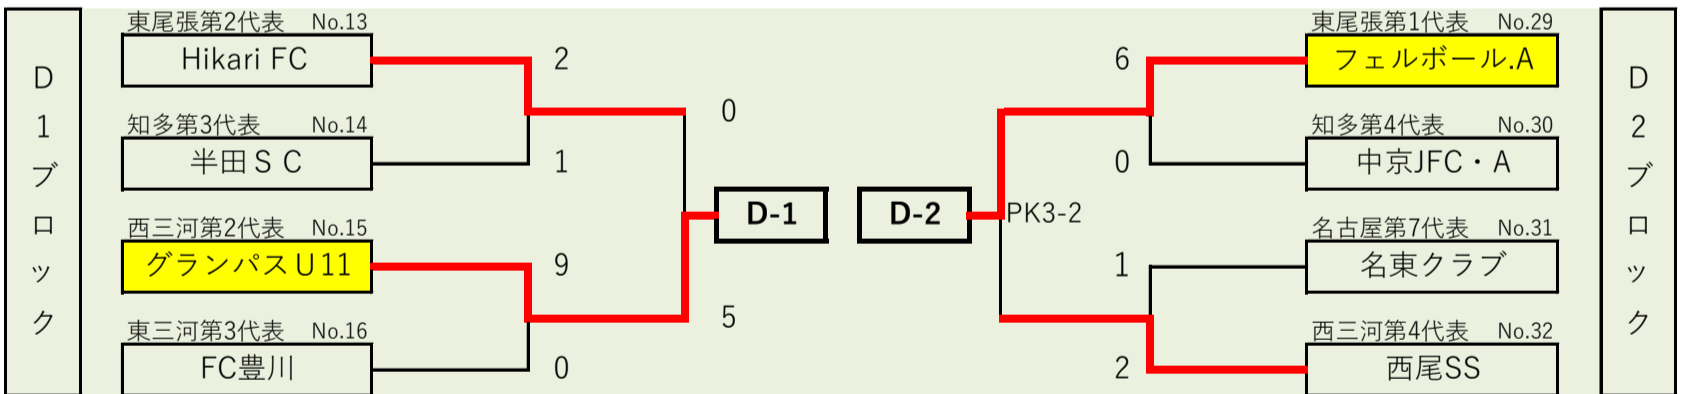 D1ブロック
東尾張第2代表 No.13
Hikari FC
2
0
知多第3代表 No.14
半田ＳＣ
1
D-1
西三河第2代表 No.15
グランパスU11
9
5
東三河第3代表 No.16
FC豊川
0
東尾張第1代表 No.29
フェルボール.A
6
知多第4代表 No.30
中京JFC・A
0
D-2
PK3-2
名古屋第7代表 No.31
名東クラブ
1
西三河第4代表 No.32
西尾SS
2
D2ブロック